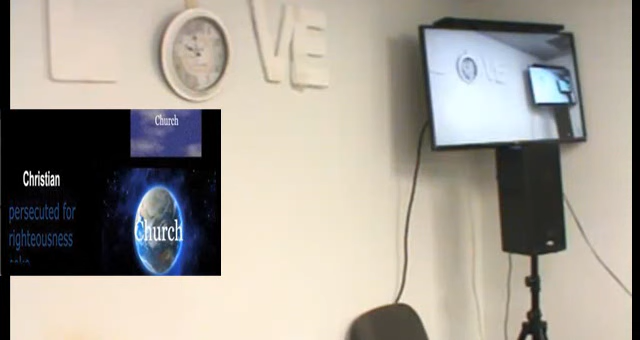 LOVE
Church
Christian
persecuted for
righteousness
Church